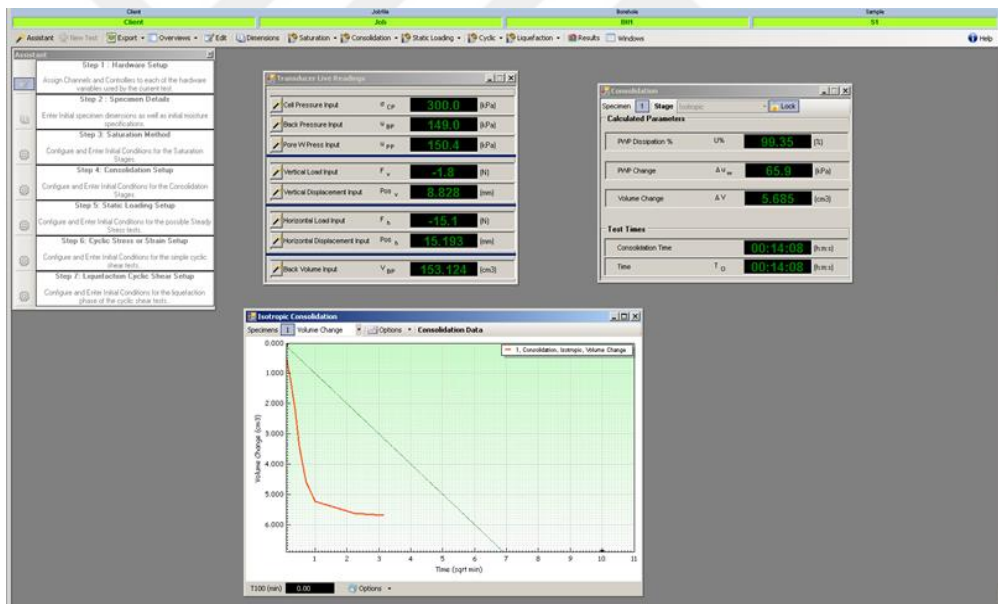 Client
Jobfile
Borehole
Sample
Client
Job
BH1
S1
Assistant New Test Export Overviews Edit Dimensions Saturation Consolidation Static Loading Cyclic Liquefaction Results Windows Help
Assistant
Step 1 : Hardware Setup
Assign Channels and Controllers to each of the hardware
variables used by the current test.
Step 2 : Specimen Details
Enter Initial specimen dimensions as well as initial moisture
specifications.
Step 3: Saturation Method
Configure and Enter Initial Conditions for the Saturation
Stages.
Step 4: Consolidation Setup
Configure and Enter Initial Conditions for the Consolidation
Stages.
Step 5: Static Loading Setup
Configure and Enter Initial Conditions for the possible Steady
Stress tests.
Step 6: Cyclic Stress or Strain Setup
Configure and Enter Initial Conditions for the simple cyclic
shear tests.
Step 7: Liquefaction Cyclic Shear Setup
Configure and Enter Initial Conditions for the liquefaction
phase of the cyclic shear tests.
Transducer Live Readings
Cell Pressure Input σ CP 300.0 (kPa)
Back Pressure Input u BP 149.0 (kPa)
Pore W Press Input u PP 150.4 (kPa)
Vertical Load Input F v -1.8 (N)
Vertical Displacement Input Pos v 8.828 (mm)
Horizontal Load Input F h -15.1 (N)
Horizontal Displacement Input Pos h 15.193 (mm)
Back Volume Input V BP 153.124 (cm3)
Consolidation
Specimen 1 Stage Isotropic Lock
Calculated Parameters
PWP Dissipation % U% 99.35 (%)
PWP Change Δ u 65.9 (kPa)
Volume Change Δ V 5.685 (cm3)
Test Times
Consolidation Time 00:14:08 (h:m:s)
Time T 0 00:14:08 (h:m:s)
Isotropic Consolidation
Specimens 1 Volume Change Options Consolidation Data
1, Consolidation, Isotropic, Volume Change
0.000
1.000
2.000
3.000
4.000
5.000
6.000
Volume Change (cm3)
1 2 3 4 5 6 7 8 9 10 11
Time (sqrt min)
T100 (min) 0.00 Options